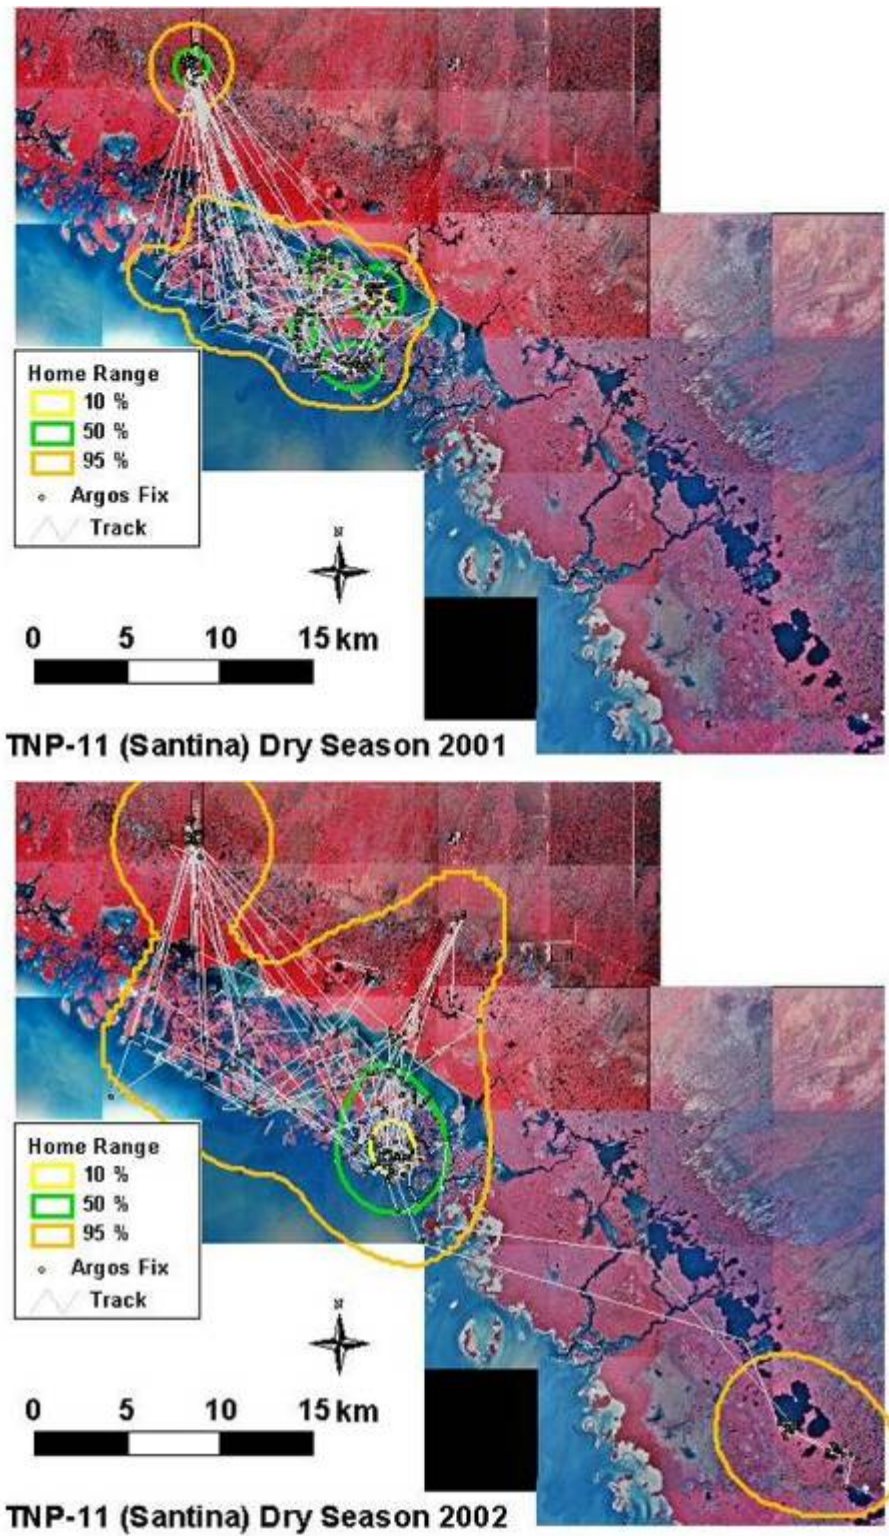 Home Range
10 %
50 %
95 %
Argos Fix
Track
N
0 5 10 15 km
TNP-11 (Santina) Dry Season 2001
Home Range
10 %
50 %
95 %
Argos Fix
Track
N
0 5 10 15 km
TNP-11 (Santina) Dry Season 2002